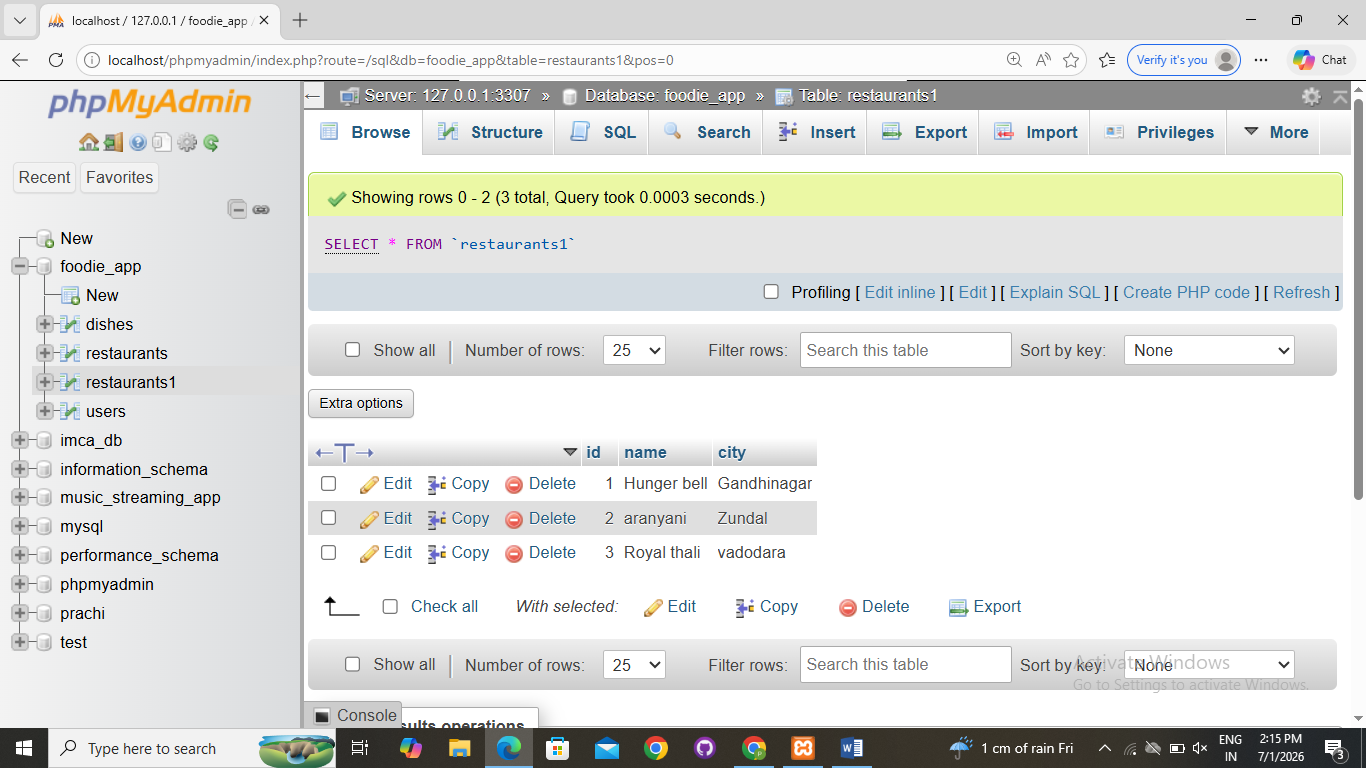 localhost / 127.0.0.1 / foodie_app
localhost/phpmyadmin/index.php?route=/sql&db=foodie_app&table=restaurants1&pos=0
Verify it's you
Chat
phpMyAdmin
Recent
Favorites
New
foodie_app
New
dishes
restaurants
restaurants1
users
imca_db
information_schema
music_streaming_app
mysql
performance_schema
phpmyadmin
prachi
test
Server: 127.0.0.1:3307 » Database: foodie_app » Table: restaurants1
Browse Structure SQL Search Insert Export Import Privileges More
Showing rows 0 - 2 (3 total, Query took 0.0003 seconds.)
SELECT * FROM `restaurants1`
Profiling [ Edit inline ] [ Edit ] [ Explain SQL ] [ Create PHP code ] [ Refresh ]
Show all | Number of rows: 25 Filter rows: Search this table Sort by key: None
Extra options
←T→ id name city
Edit Copy Delete 1 Hunger bell Gandhinagar
Edit Copy Delete 2 aranyani Zundal
Edit Copy Delete 3 Royal thali vadodara
Check all With selected: Edit Copy Delete Export
Show all | Number of rows: 25 Filter rows: Search this table Sort by key: None
Activate Windows
Go to Settings to activate Windows.
Console
operations
Type here to search
1 cm of rain Fri
ENG
IN
2:15 PM
7/1/2026
3